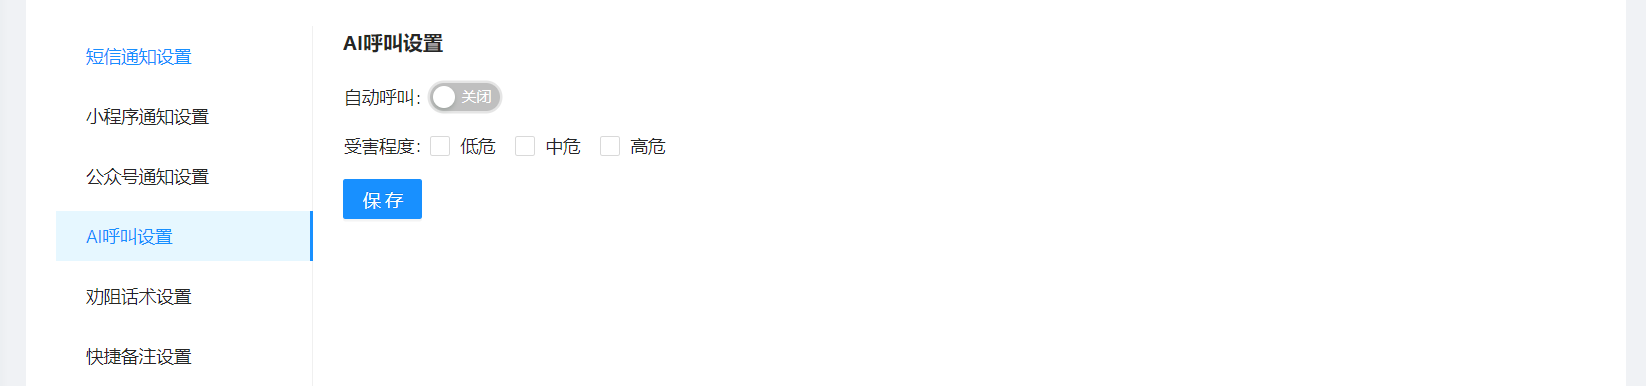 短信通知设置
小程序通知设置
公众号通知设置
AI呼叫设置
劝阻话术设置
快捷备注设置
AI呼叫设置
自动呼叫: 关闭
受害程度: 低危 中危 高危
保存